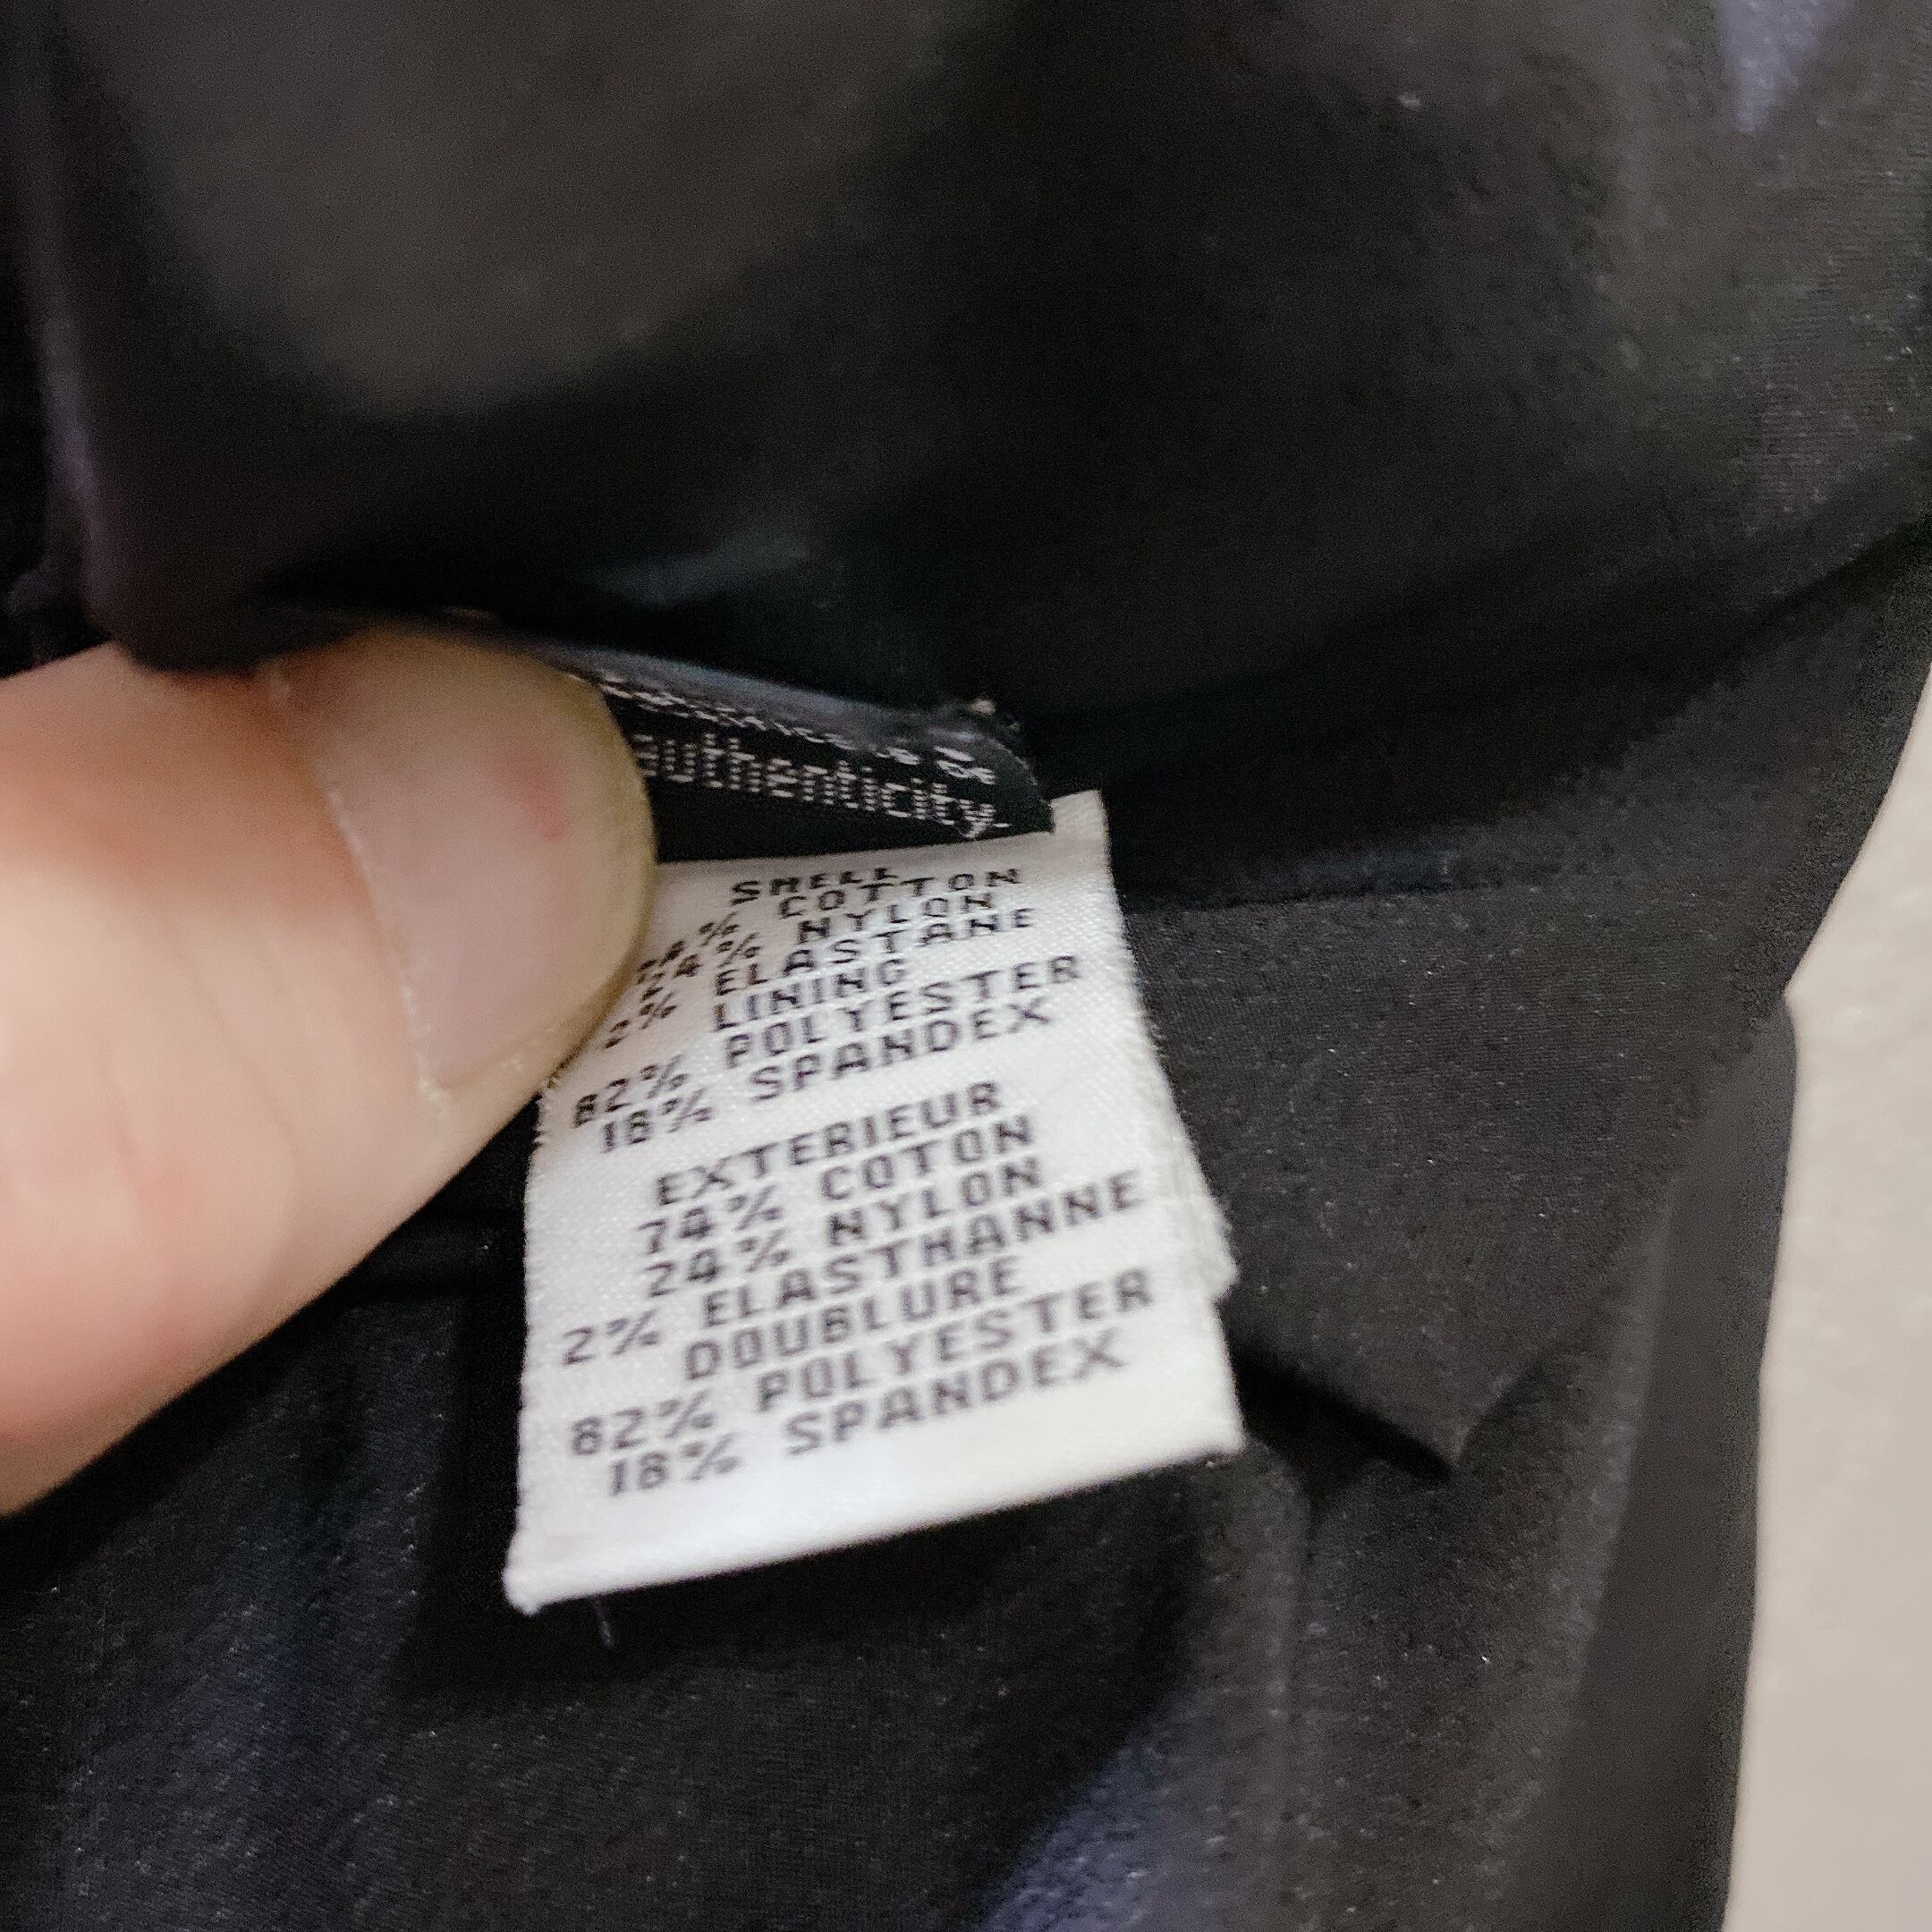 authenticity.
SHELL
COTTON
24% NYLON
2% ELASTANE
LINING
82% POLYESTER
18% SPANDEX
EXTERIEUR
74% COTON
24% NYLON
2% ELASTHANNE
DOUBLURE
82% POLYESTER
18% SPANDEX